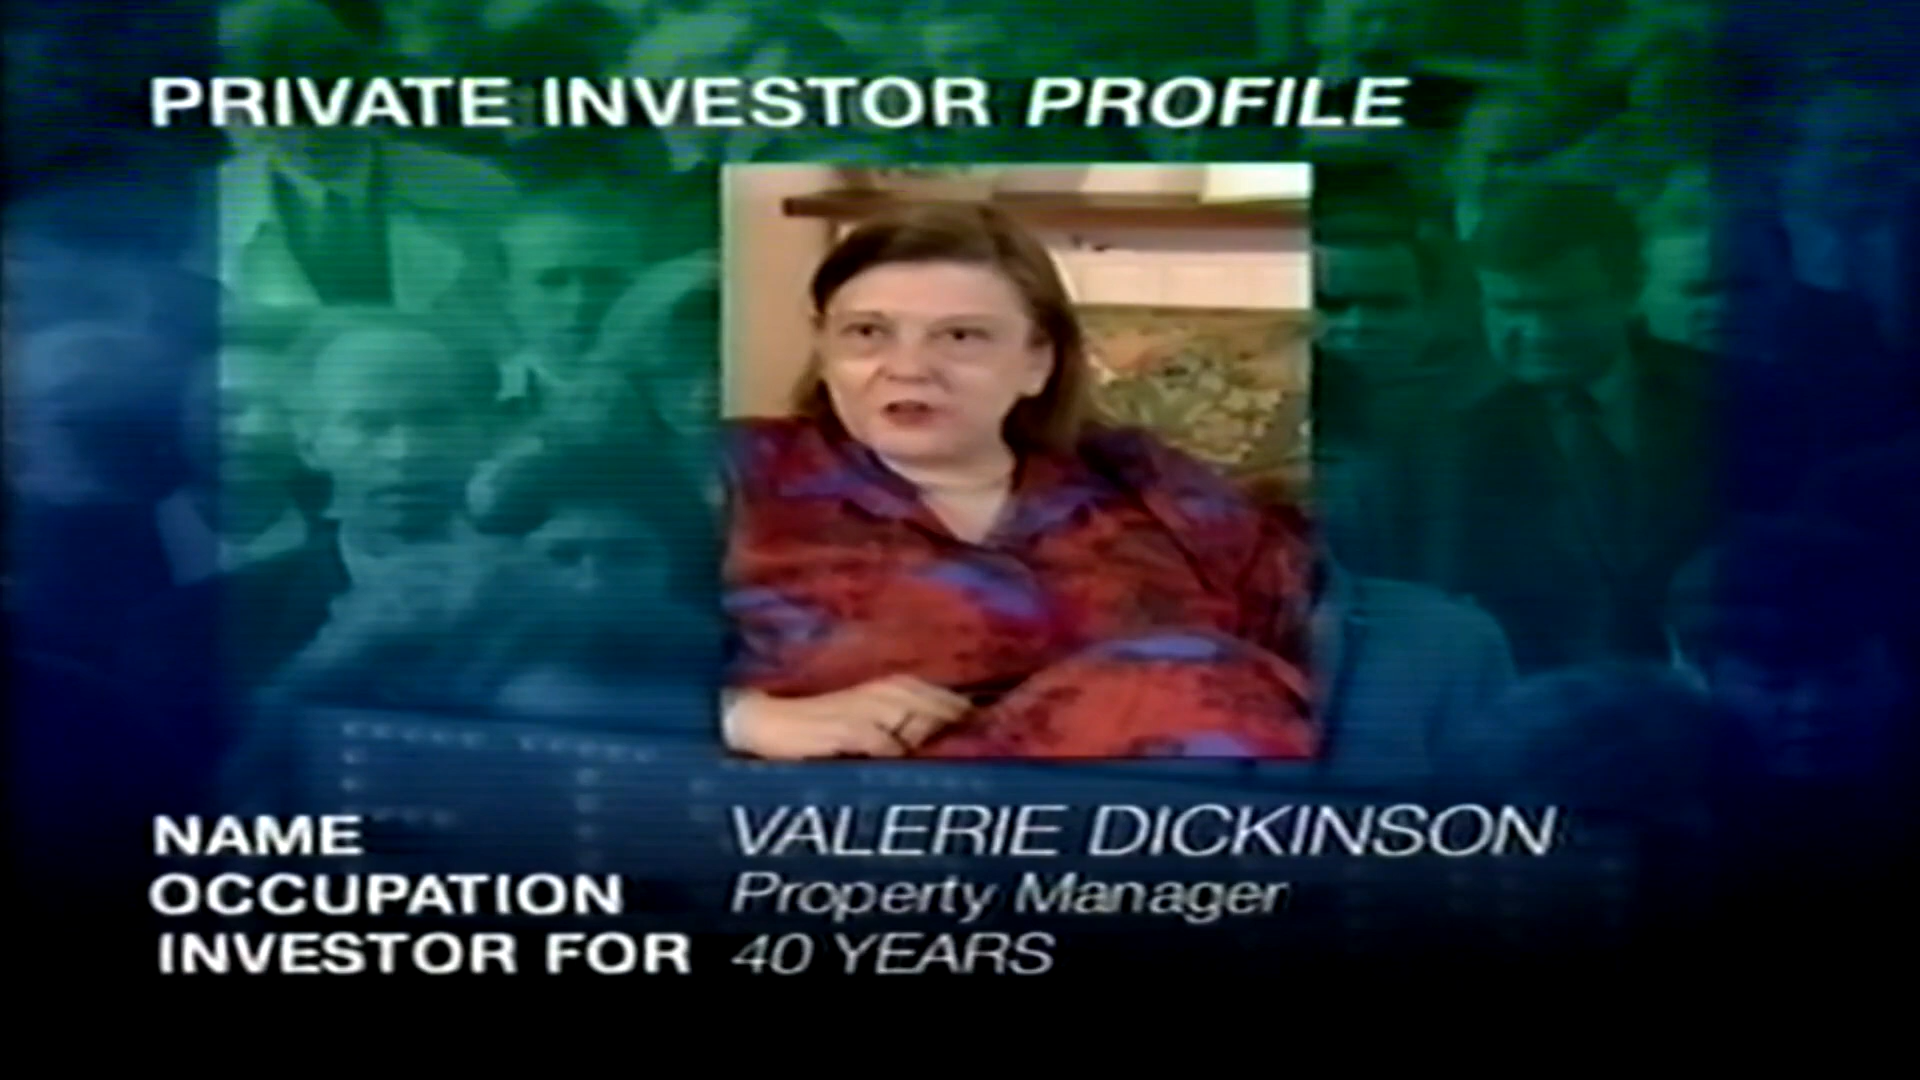 PRIVATE INVESTOR PROFILE
NAME VALERIE DICKINSON
OCCUPATION Property Manager
INVESTOR FOR 40 YEARS